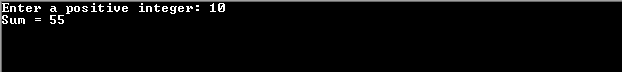 Enter a positive integer: 10
Sum = 55